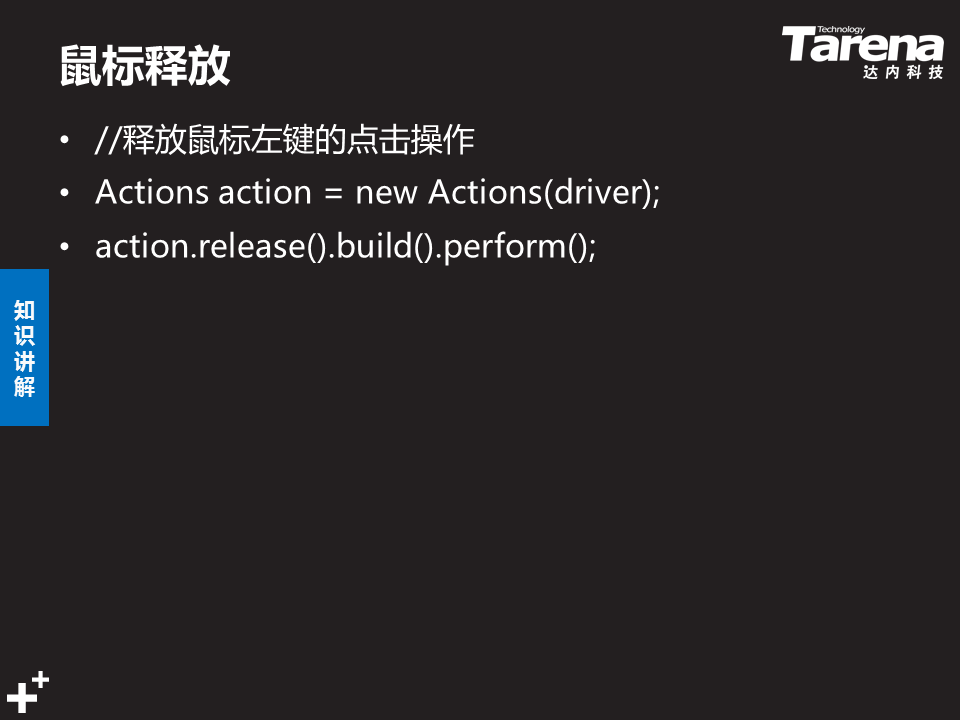 鼠标释放
Technology
Tarena
达内科技
• //释放鼠标左键的点击操作
• Actions action = new Actions(driver);
• action.release().build().perform();
知
识
讲
解